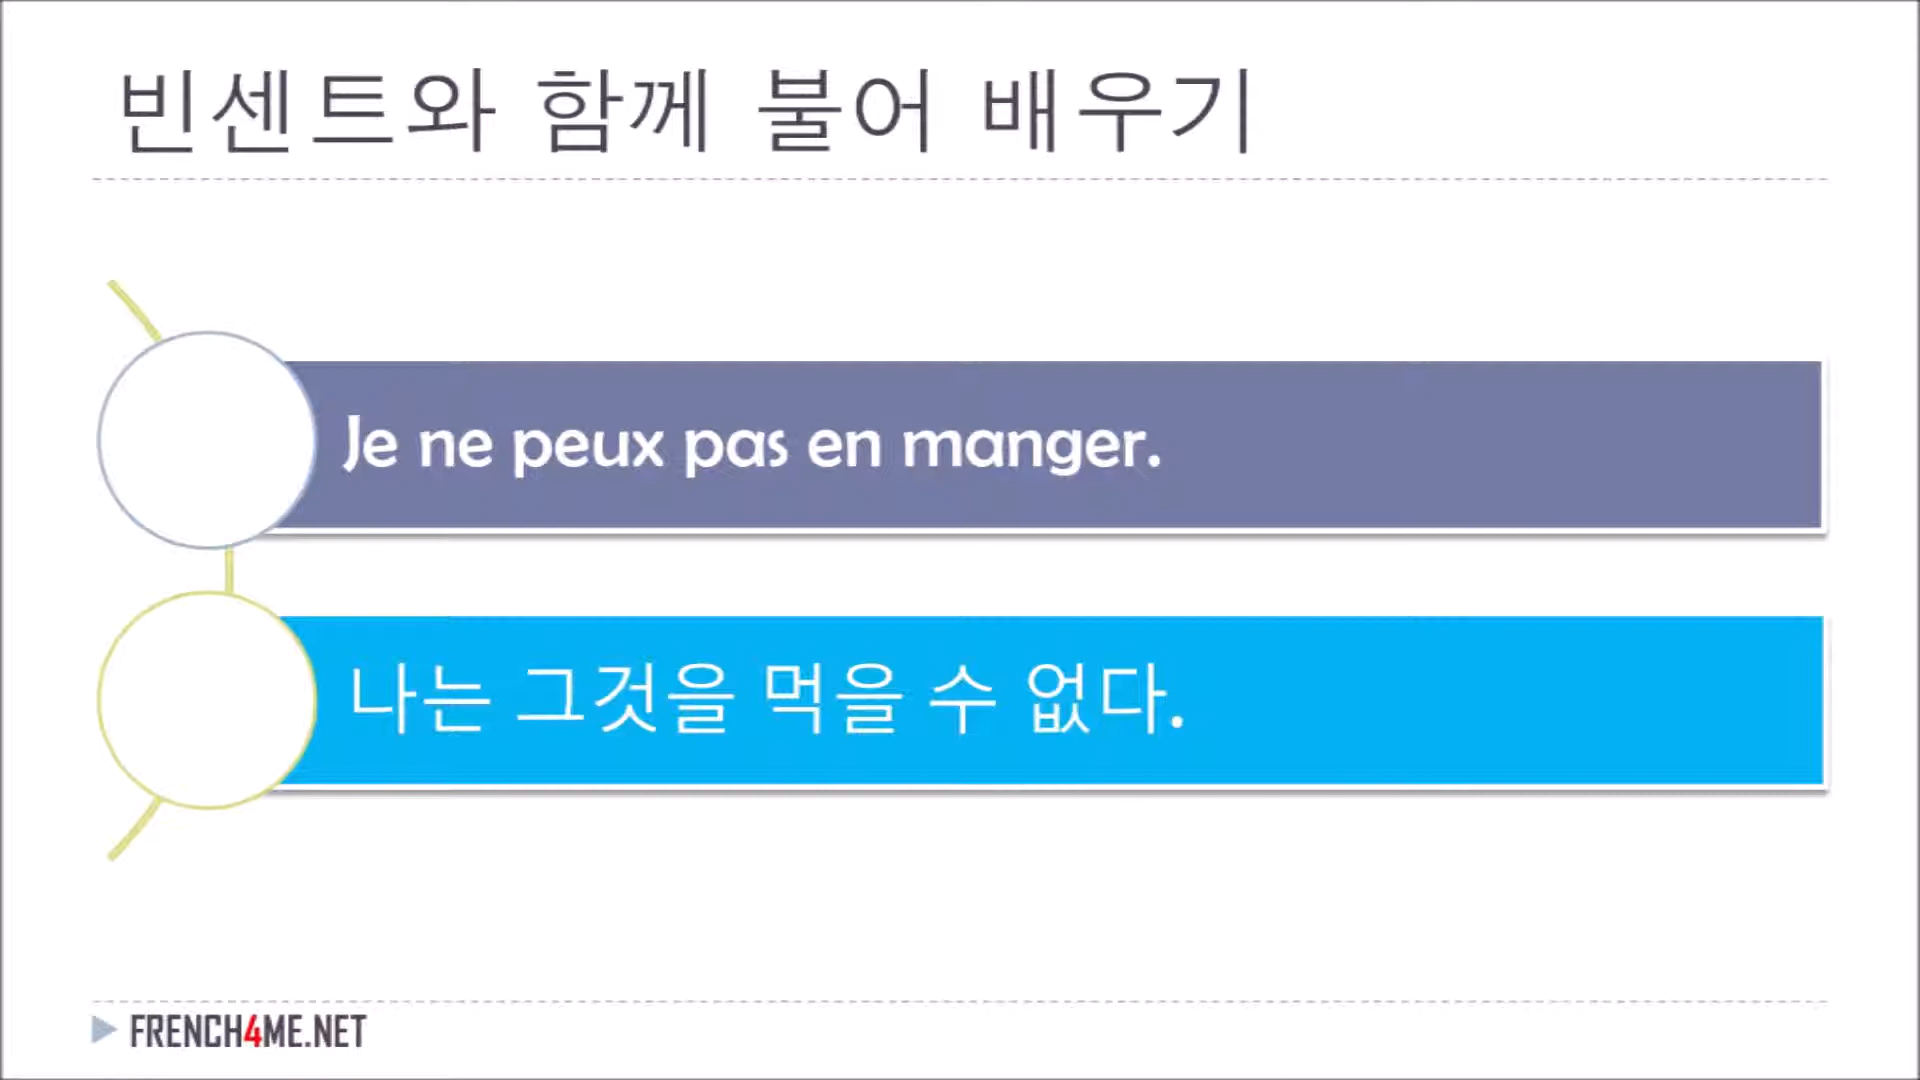 빈센트와 함께 불어 배우기
Je ne peux pas en manger.
나는 그것을 먹을 수 없다.
FRENCH4ME.NET